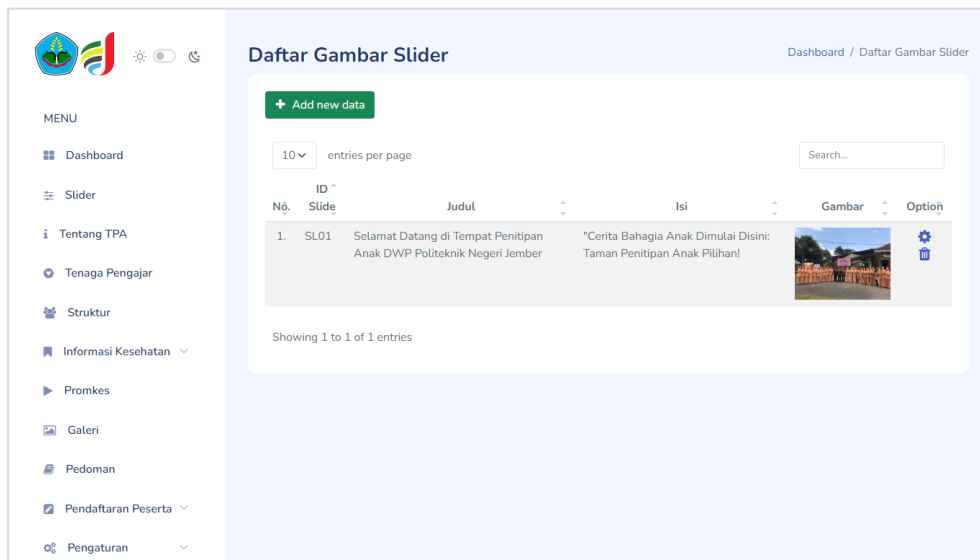 Daftar Gambar Slider
Dashboard / Daftar Gambar Slider
MENU
Dashboard
Slider
Tentang TPA
Tenaga Pengajar
Struktur
Informasi Kesehatan
Promkes
Galeri
Pedoman
Pendaftaran Peserta
Pengaturan
+ Add new data
10 entries per page
Search...
No. ID Slide Judul Isi Gambar Option
1. SL01 Selamat Datang di Tempat Penitipan "Cerita Bahagia Anak Dimulai Disini:
Anak DWP Politeknik Negeri Jember Taman Penitipan Anak Pilihan!
Showing 1 to 1 of 1 entries